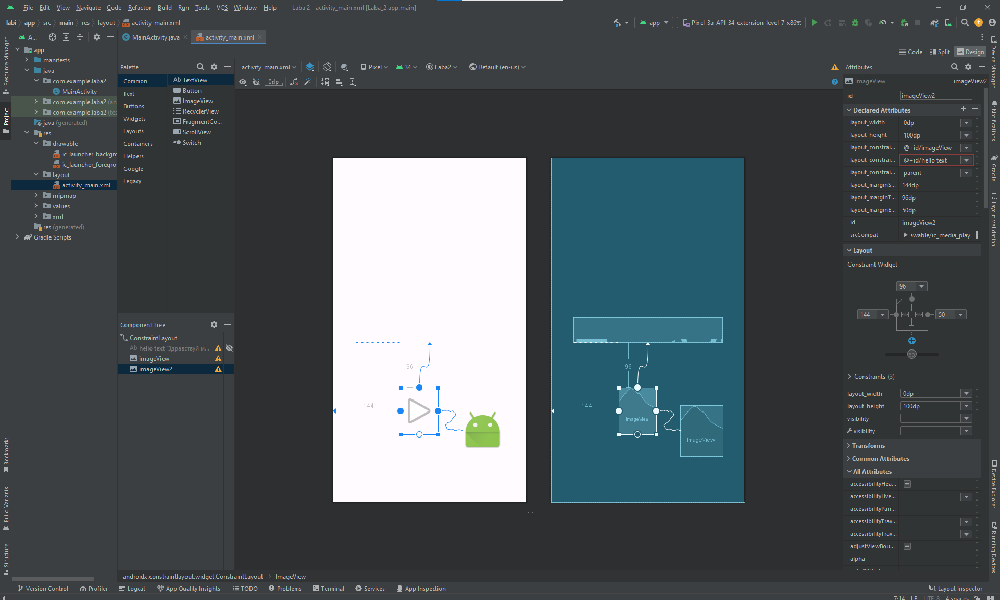 File Edit View Navigate Code Refactor Build Run Tools VCS Window Help Laba 2 - activity_main.xml [Laba_2.app.main]
labi app src main res layout activity_main.xml
app Pixel_3a_API_34_extension_level_7_x86..
A... MainActivity.java activity_main.xml
Code Split Design
app
manifests
java
com.example.laba2
MainActivity
com.example.laba2 (an
com.example.laba2 (tes
java (generated)
res
drawable
ic_launcher_backgro
ic_launcher_foregrou
layout
activity_main.xml
mipmap
values
xml
res (generated)
Gradle Scripts
Palette
Common
Text
Buttons
Widgets
Layouts
Containers
Helpers
Google
Legacy
Ab TextView
Button
ImageView
RecyclerView
FragmentCo...
ScrollView
Switch
activity_main.xml Pixel 34 Laba2 Default (en-us)
0dp
Component Tree
ConstraintLayout
Ab hello text "Здравствуй м...
imageView
imageView2
96
144
96
144
ImageView
ImageView
Attributes
ImageView imageView2
id imageView2
Declared Attributes
layout_width 0dp
layout_height 100dp
layout_constrai... @+id/imageView
layout_constrai... @+id/hello text
layout_constrai... parent
layout_marginS... 144dp
layout_marginT... 96dp
layout_marginE... 50dp
id imageView2
srcCompat awable/ic_media_play
Layout
Constraint Widget
96
144
50
50
Constraints (3)
layout_width 0dp
layout_height 100dp
visibility
visibility
Transforms
Common Attributes
All Attributes
accessibilityHea...
accessibilityLive...
accessibilityPan...
accessibilityTrav...
accessibilityTrav...
adjustViewBou...
alpha
Resource Manager
Project
Bookmarks
Build Variants
Structure
Device Manager
Notifications
Gradle
Layout Validation
Device Explorer
Running Devices
androidx.constraintlayout.widget.ConstraintLayout ImageView
Version Control Profiler Logcat App Quality Insights TODO Problems Terminal Services App Inspection Layout Inspector
7:14 LF UTF-8 4 spaces